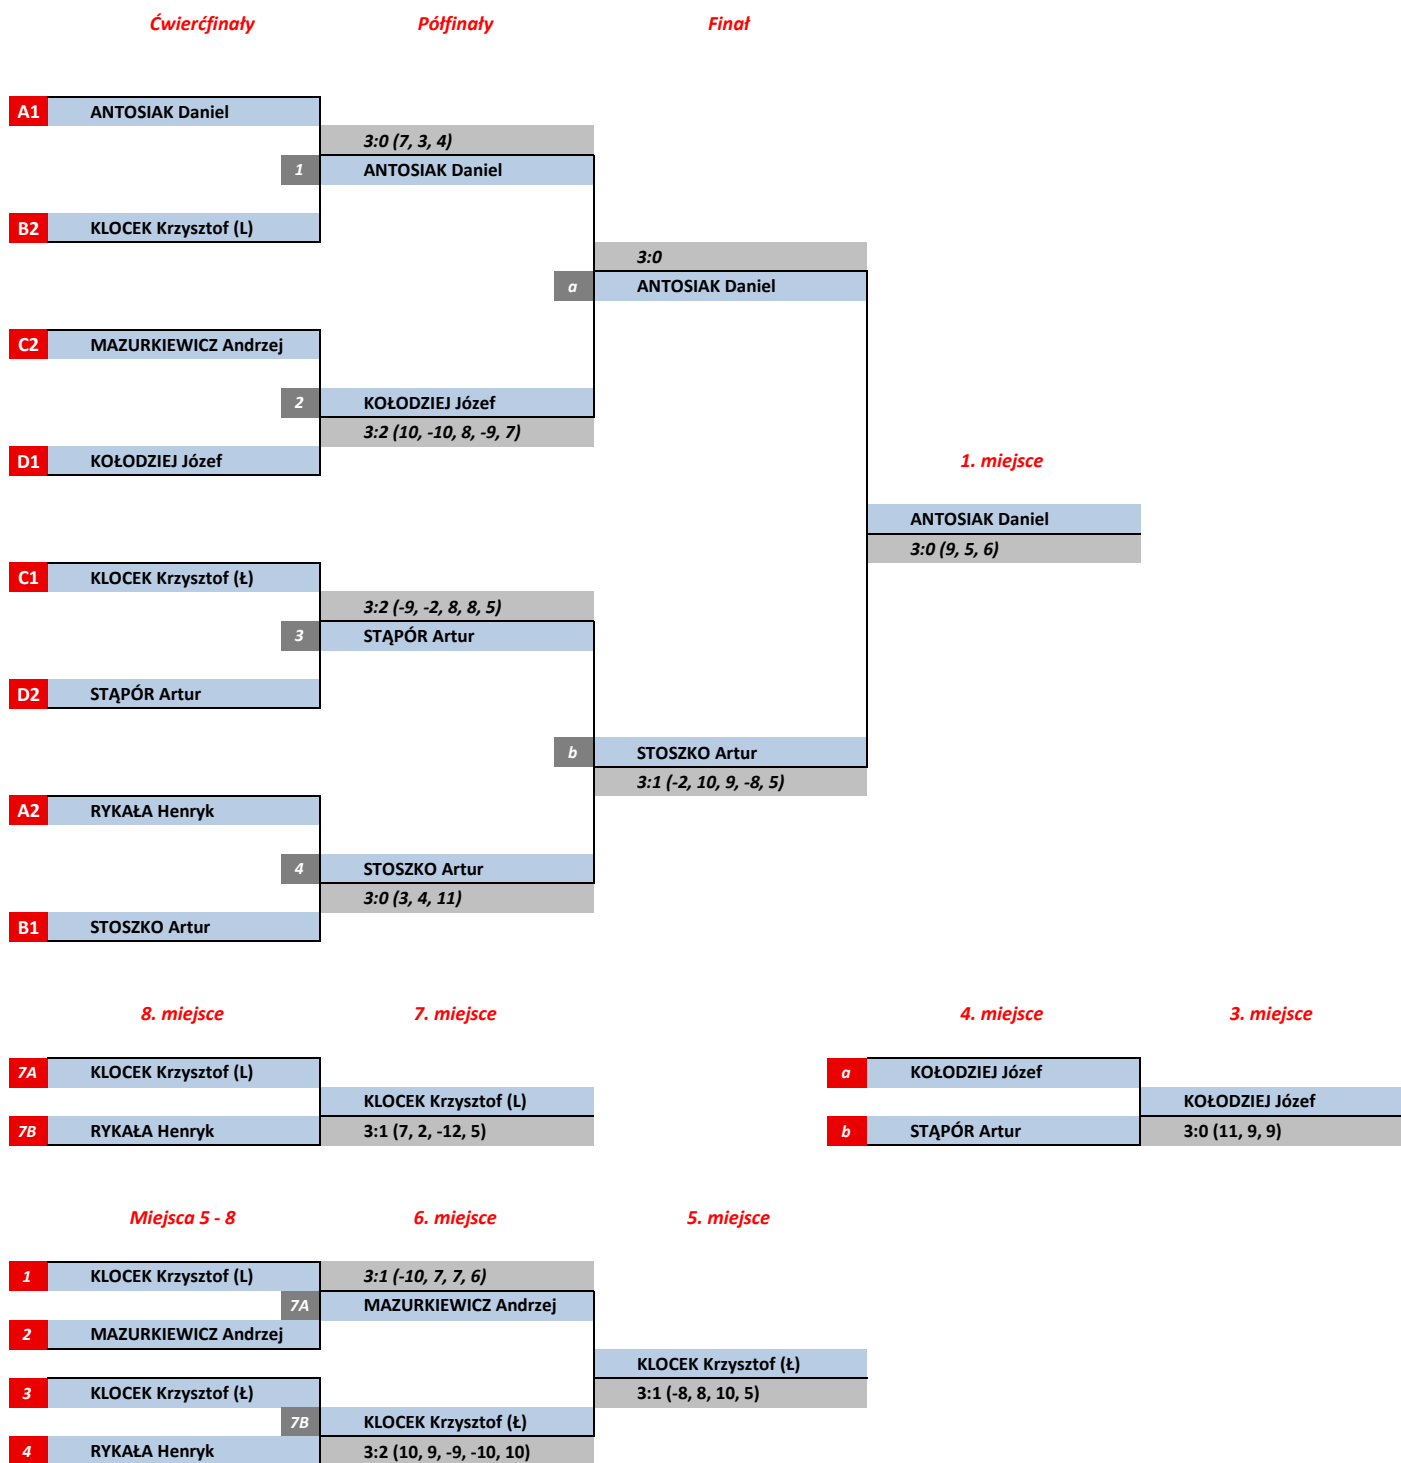 Ćwierćfinały Półfinały Finał
A1 ANTOSIAK Daniel
3:0 (7, 3, 4)
1 ANTOSIAK Daniel
B2 KLOCEK Krzysztof (L)
3:0
a ANTOSIAK Daniel
C2 MAZURKIEWICZ Andrzej
2 KOŁODZIEJ Józef
3:2 (10, -10, 8, -9, 7)
D1 KOŁODZIEJ Józef 1. miejsce
ANTOSIAK Daniel
3:0 (9, 5, 6)
C1 KLOCEK Krzysztof (Ł)
3:2 (-9, -2, 8, 8, 5)
3 STĄPÓR Artur
D2 STĄPÓR Artur
b STOSZKO Artur
3:1 (-2, 10, 9, -8, 5)
A2 RYKAŁA Henryk
4 STOSZKO Artur
3:0 (3, 4, 11)
B1 STOSZKO Artur
8. miejsce 7. miejsce 4. miejsce 3. miejsce
7A KLOCEK Krzysztof (L) a KOŁODZIEJ Józef
KLOCEK Krzysztof (L) KOŁODZIEJ Józef
7B RYKAŁA Henryk 3:1 (7, 2, -12, 5) b STĄPÓR Artur 3:0 (11, 9, 9)
Miejsca 5 - 8 6. miejsce 5. miejsce
1 KLOCEK Krzysztof (L) 3:1 (-10, 7, 7, 6)
7A MAZURKIEWICZ Andrzej
2 MAZURKIEWICZ Andrzej
KLOCEK Krzysztof (Ł)
3 KLOCEK Krzysztof (Ł) 3:1 (-8, 8, 10, 5)
7B KLOCEK Krzysztof (Ł)
4 RYKAŁA Henryk 3:2 (10, 9, -9, -10, 10)